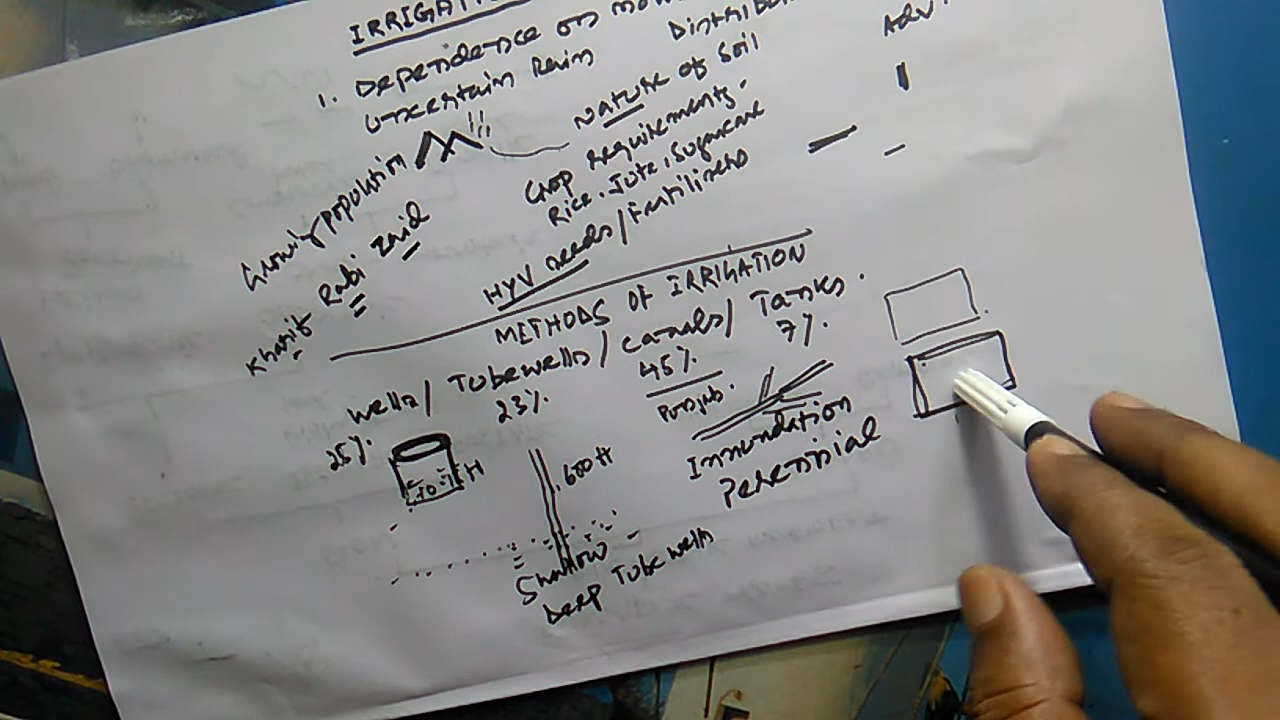 IRRIGATIO
1. Dependence on mon
uncertain Rain
Distribu
Adv
Nature of Soil
Growing Population
Crop Requirements.
Rice, Jute, Sugarcane
HYV seeds/Fertilizers
Kharif Rabi Zaid
METHODS OF IRRIGATION
Wells/ Tubewells/ canals/ Tanks.
25%. 23%. 45%. 7%.
Punjab.
600 ft
Innundation
Perennial
Shallow -
Deep Tubewells